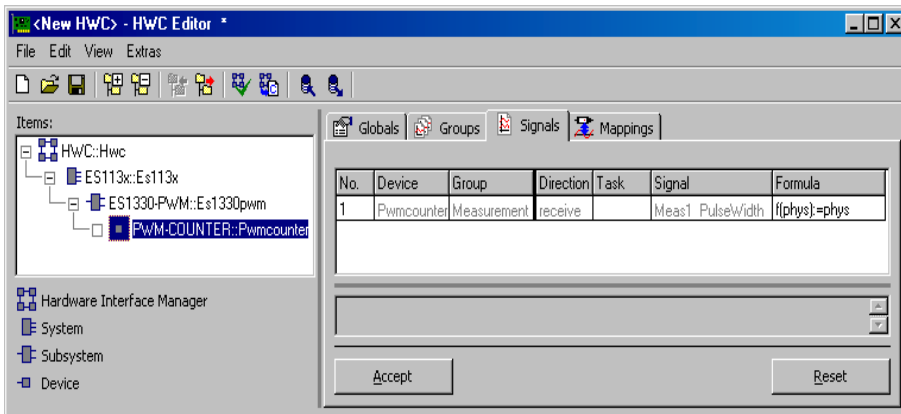 <New HWC> - HWC Editor *
File Edit View Extras
Items:
HWC::Hwc
ES113x::Es113x
ES1330-PWM::Es1330pwm
PWM-COUNTER::Pwmcounter
Hardware Interface Manager
System
Subsystem
Device
Globals Groups Signals Mappings
No. Device Group Direction Task Signal Formula
1 Pwmcounter Measurement receive Meas1_PulseWidth f(phys):=phys
Accept Reset